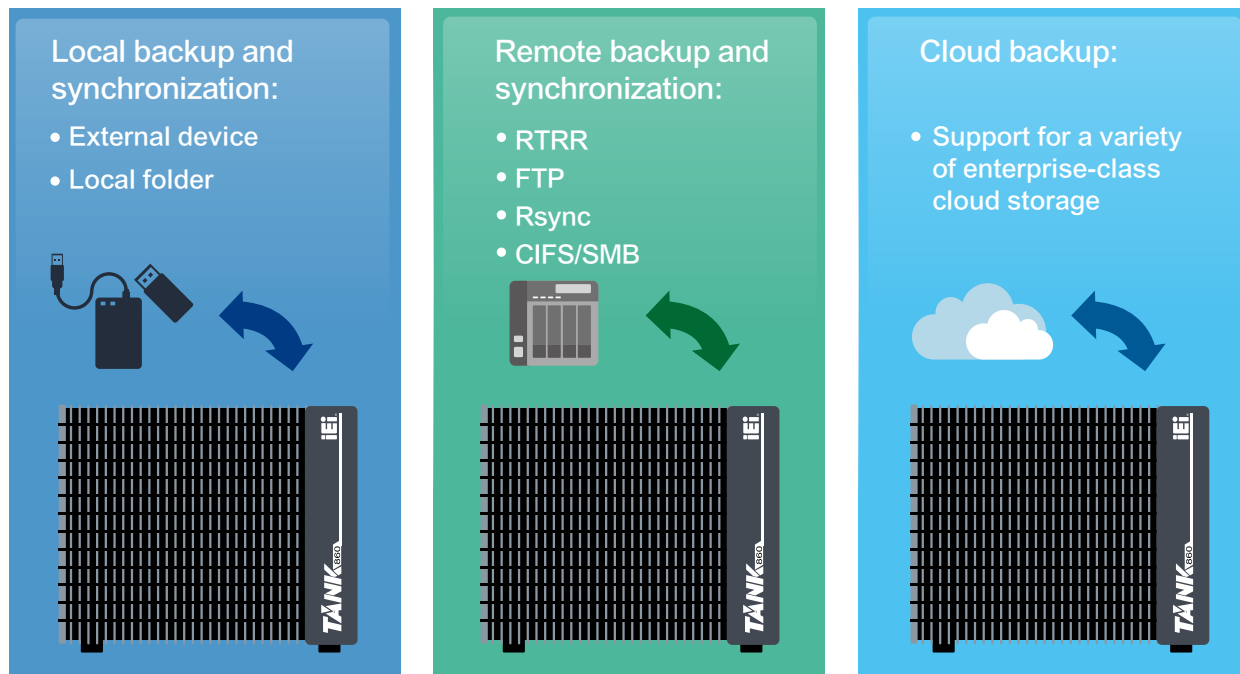 Local backup and
synchronization:
• External device
• Local folder
iEi
TANK 860
Remote backup and
synchronization:
• RTRR
• FTP
• Rsync
• CIFS/SMB
iEi
TANK 860
Cloud backup:
• Support for a variety
of enterprise-class
cloud storage
iEi
TANK 860